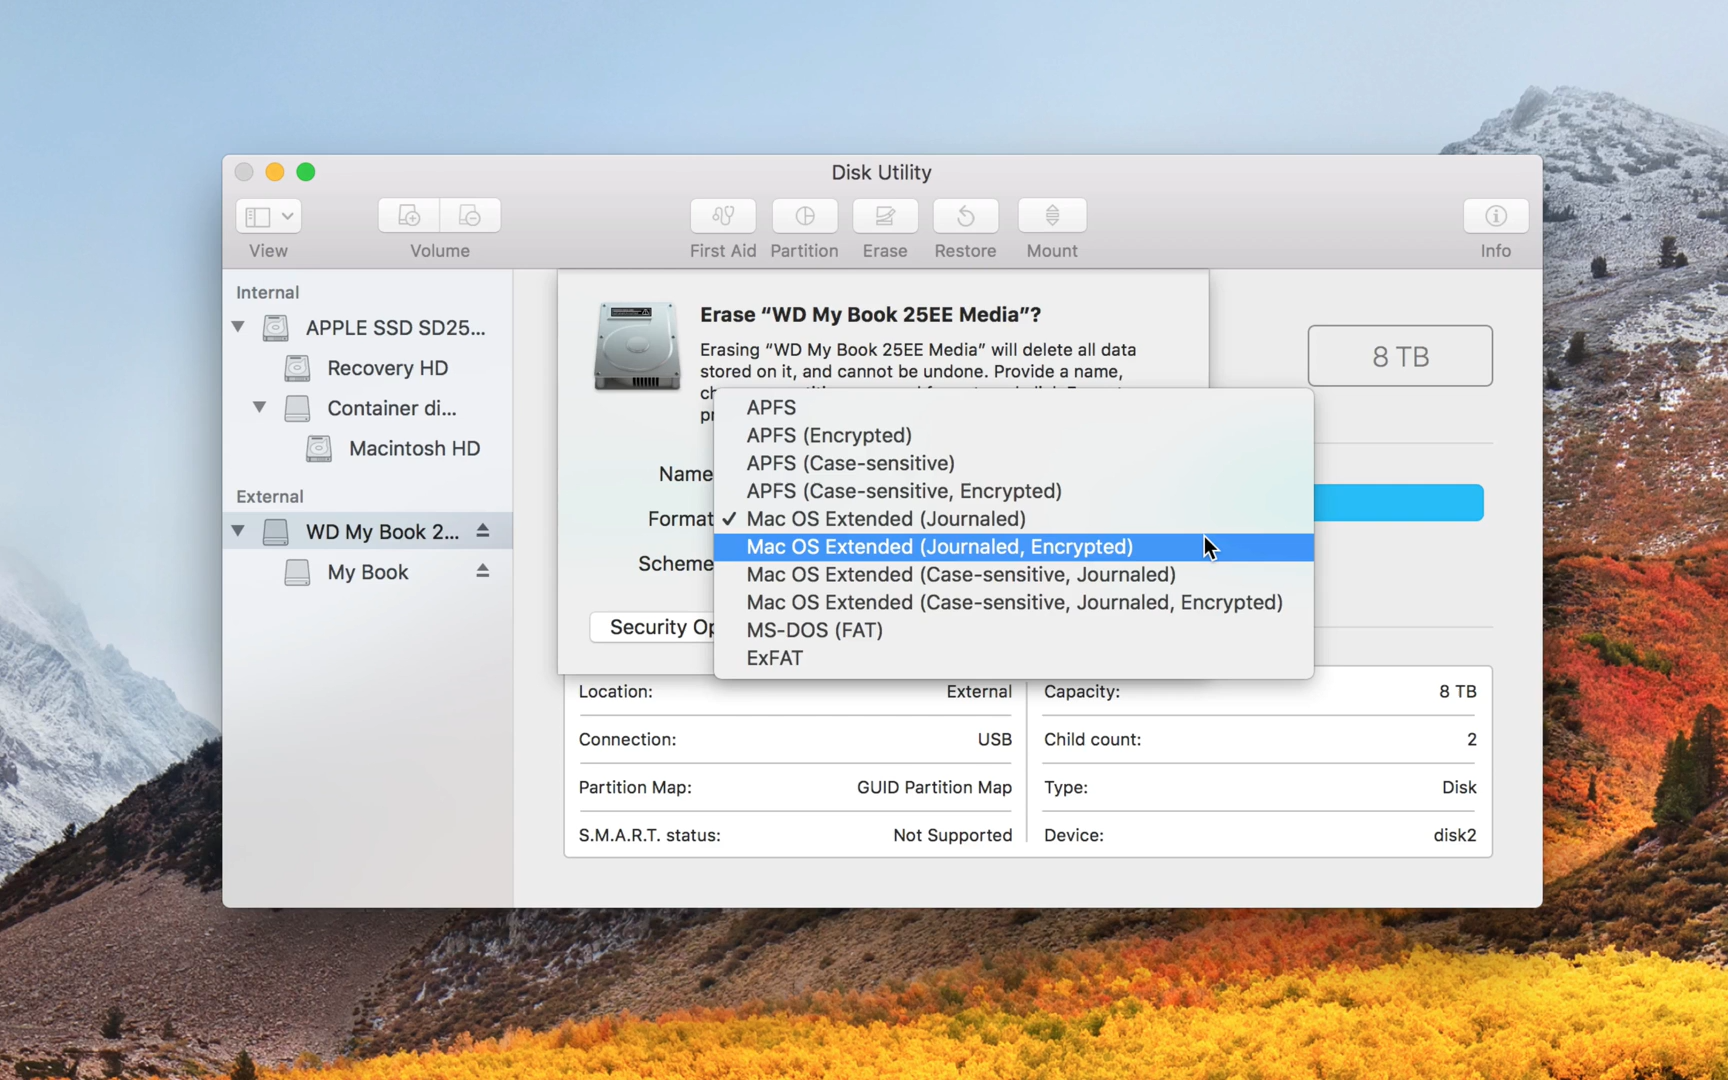 Disk Utility
View
Volume
First Aid
Partition
Erase
Restore
Mount
Info
Internal
APPLE SSD SD25...
Recovery HD
Container di...
Macintosh HD
External
WD My Book 2...
My Book
Erase “WD My Book 25EE Media”?
Erasing “WD My Book 25EE Media” will delete all data
stored on it, and cannot be undone. Provide a name,
8 TB
Name
Format
Scheme
Security Op
APFS
APFS (Encrypted)
APFS (Case-sensitive)
APFS (Case-sensitive, Encrypted)
✓ Mac OS Extended (Journaled)
Mac OS Extended (Journaled, Encrypted)
Mac OS Extended (Case-sensitive, Journaled)
Mac OS Extended (Case-sensitive, Journaled, Encrypted)
MS-DOS (FAT)
ExFAT
Location: External
Connection: USB
Partition Map: GUID Partition Map
S.M.A.R.T. status: Not Supported
Capacity: 8 TB
Child count: 2
Type: Disk
Device: disk2